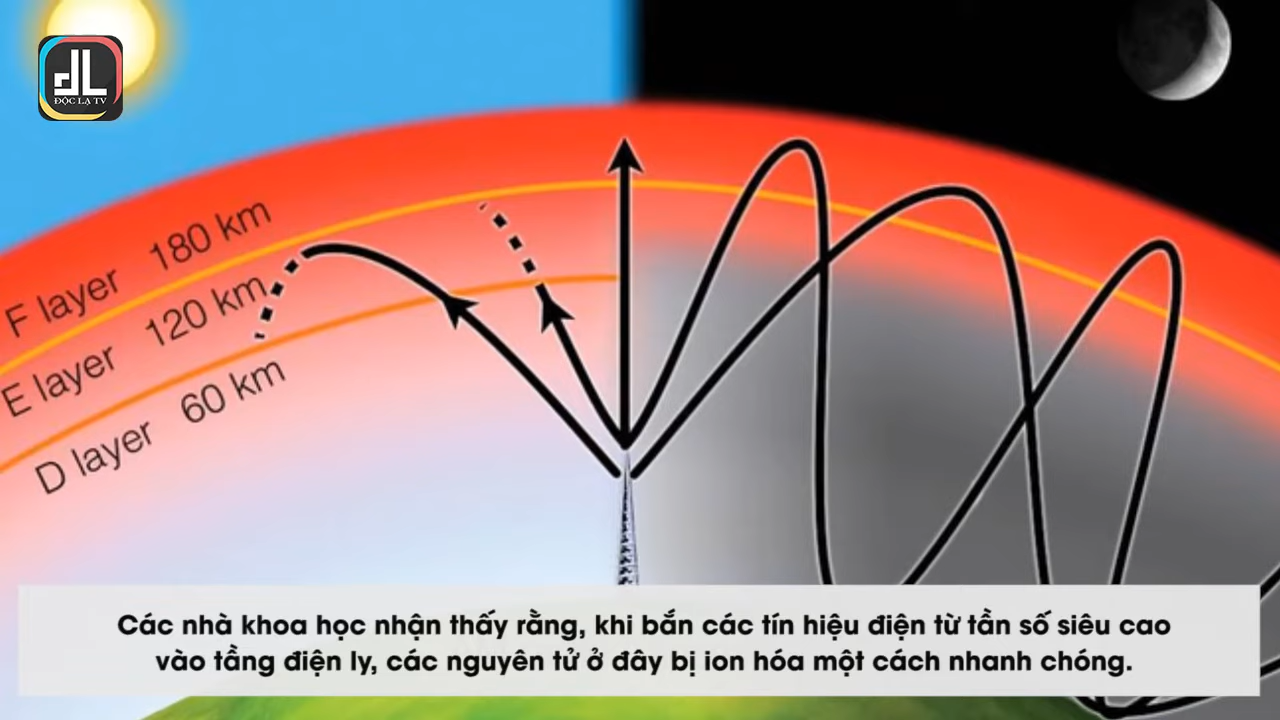 dL
ĐỘC LẠ TV
F layer 180 km
E layer 120 km
D layer 60 km
Các nhà khoa học nhận thấy rằng, khi bắn các tín hiệu điện từ tần số siêu cao
vào tầng điện ly, các nguyên tử ở đây bị ion hóa một cách nhanh chóng.